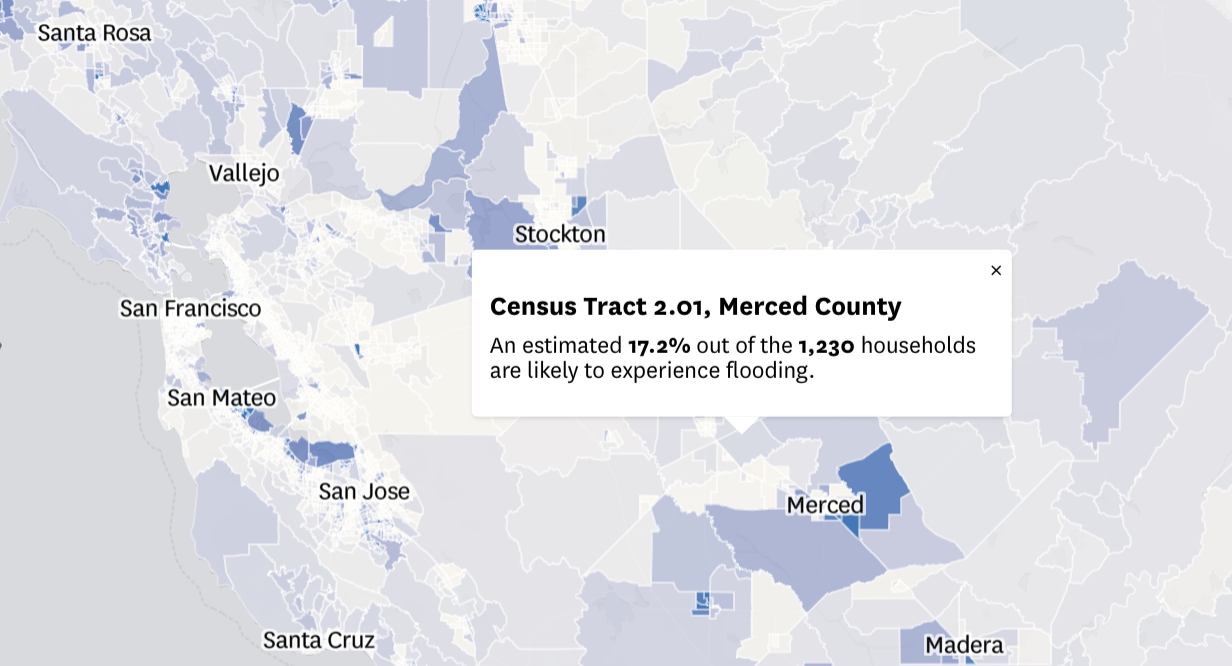 Santa Rosa
Vallejo
Stockton
×
Census Tract 2.01, Merced County
San Francisco
An estimated 17.2% out of the 1,230 households
are likely to experience flooding.
San Mateo
San Jose
Merced
Santa Cruz
Madera